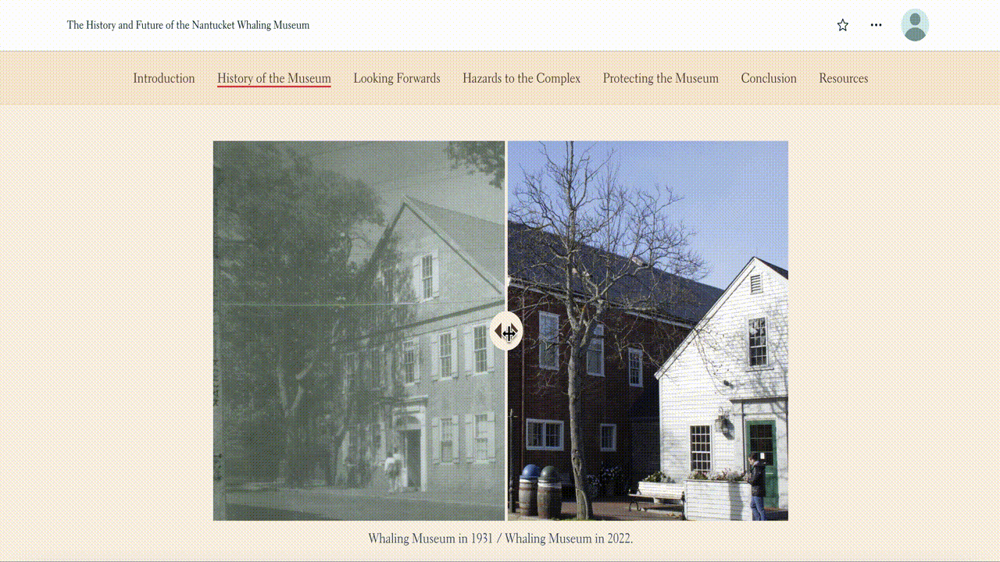 The History and Future of the Nantucket Whaling Museum
Introduction History of the Museum Looking Forwards Hazards to the Complex Protecting the Museum Conclusion Resources
Whaling Museum in 1931 / Whaling Museum in 2022.